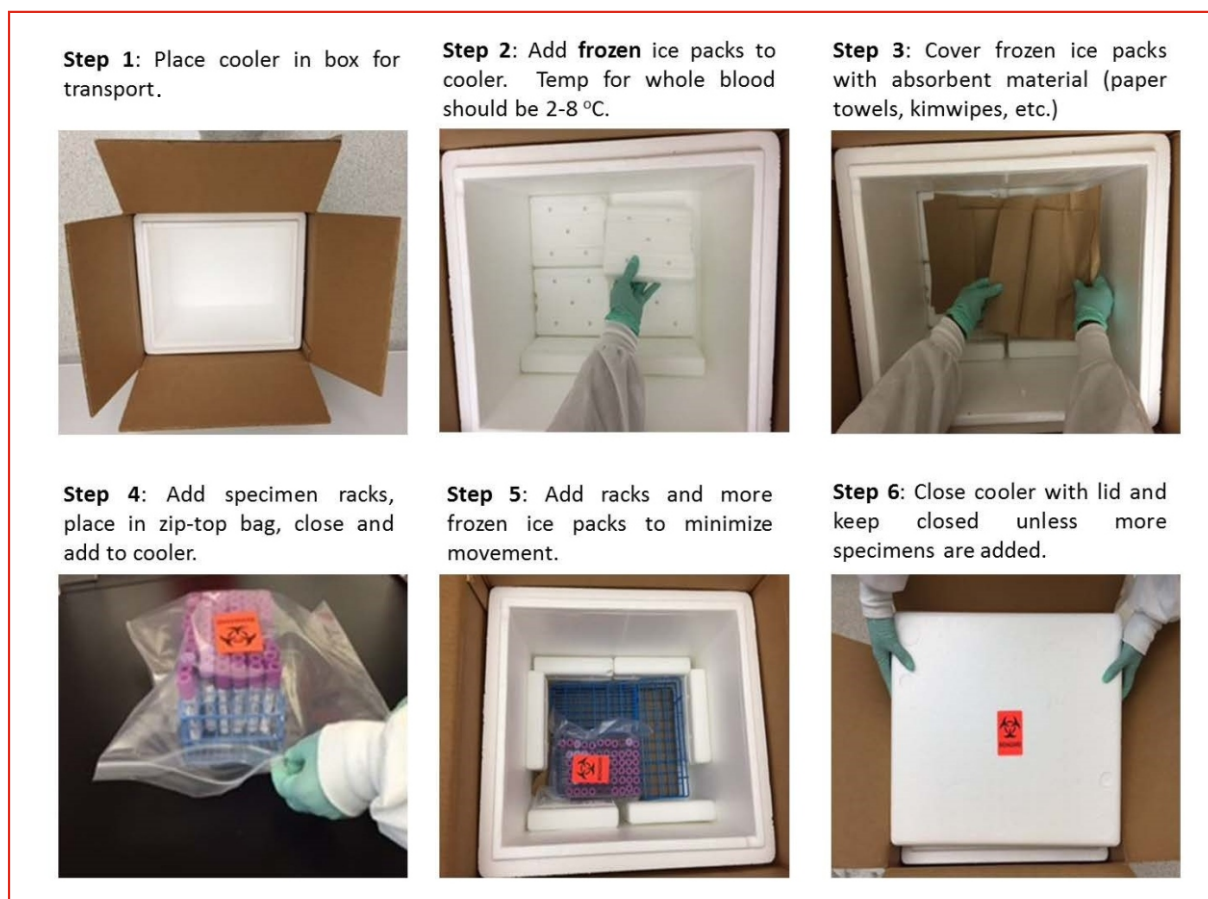 Step 1: Place cooler in box for
transport.
Step 2: Add frozen ice packs to
cooler. Temp for whole blood
should be 2-8 °C.
Step 3: Cover frozen ice packs
with absorbent material (paper
towels, kimwipes, etc.)
Step 4: Add specimen racks,
place in zip-top bag, close and
add to cooler.
Step 5: Add racks and more
frozen ice packs to minimize
movement.
Step 6: Close cooler with lid and
keep closed unless more
specimens are added.